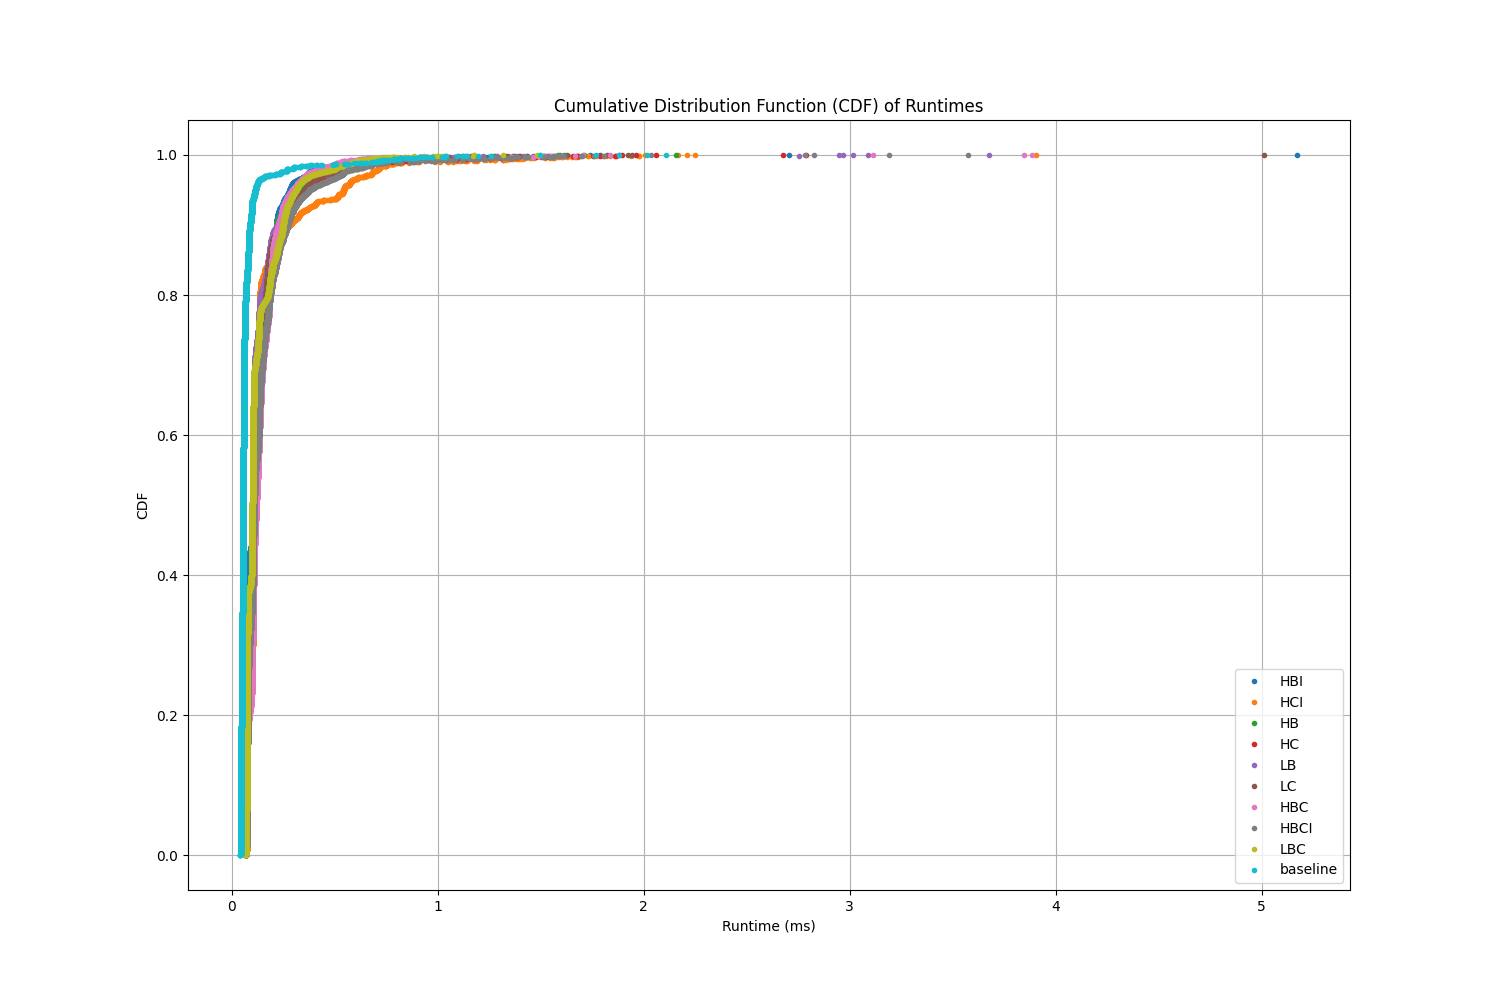 Cumulative Distribution Function (CDF) of Runtimes
1.0
0.8
0.6
0.4
0.2
0.0
CDF
0 1 2 3 4 5
Runtime (ms)
HBI
HCI
HB
HC
LB
LC
HBC
HBCI
LBC
baseline